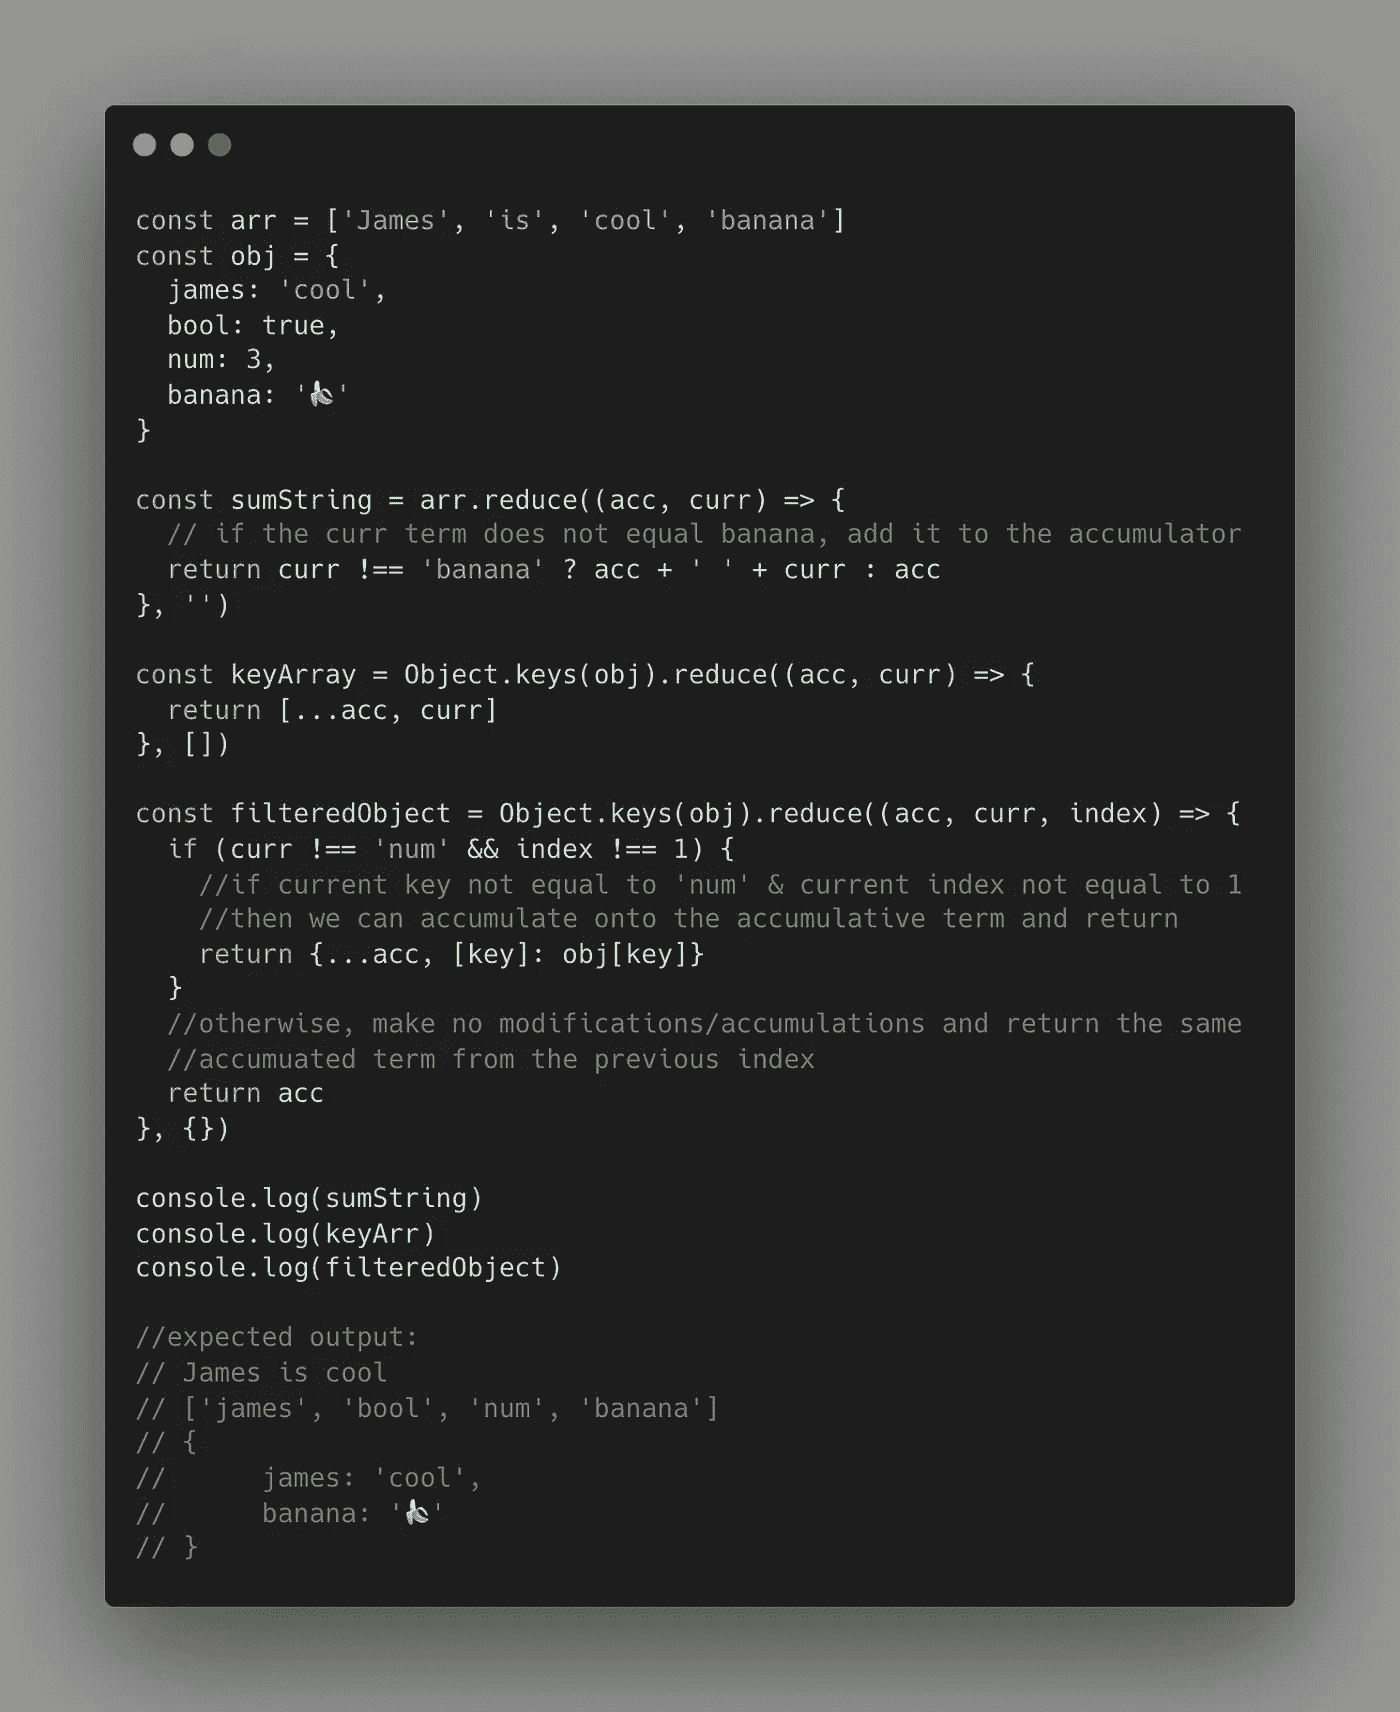 const arr = ['James', 'is', 'cool', 'banana']
const obj = {
  james: 'cool',
  bool: true,
  num: 3,
  banana: '🍌'
}

const sumString = arr.reduce((acc, curr) => {
  // if the curr term does not equal banana, add it to the accumulator
  return curr !== 'banana' ? acc + ' ' + curr : acc
}, '')

const keyArray = Object.keys(obj).reduce((acc, curr) => {
  return [...acc, curr]
}, [])

const filteredObject = Object.keys(obj).reduce((acc, curr, index) => {
  if (curr !== 'num' && index !== 1) {
    //if current key not equal to 'num' & current index not equal to 1
    //then we can accumulate onto the accumulative term and return
    return {...acc, [key]: obj[key]}
  }
  //otherwise, make no modifications/accumulations and return the same
  //accumuated term from the previous index
  return acc
}, {})

console.log(sumString)
console.log(keyArr)
console.log(filteredObject)

//expected output:
// James is cool
// ['james', 'bool', 'num', 'banana']
// {
//      james: 'cool',
//      banana: '🍌'
// }